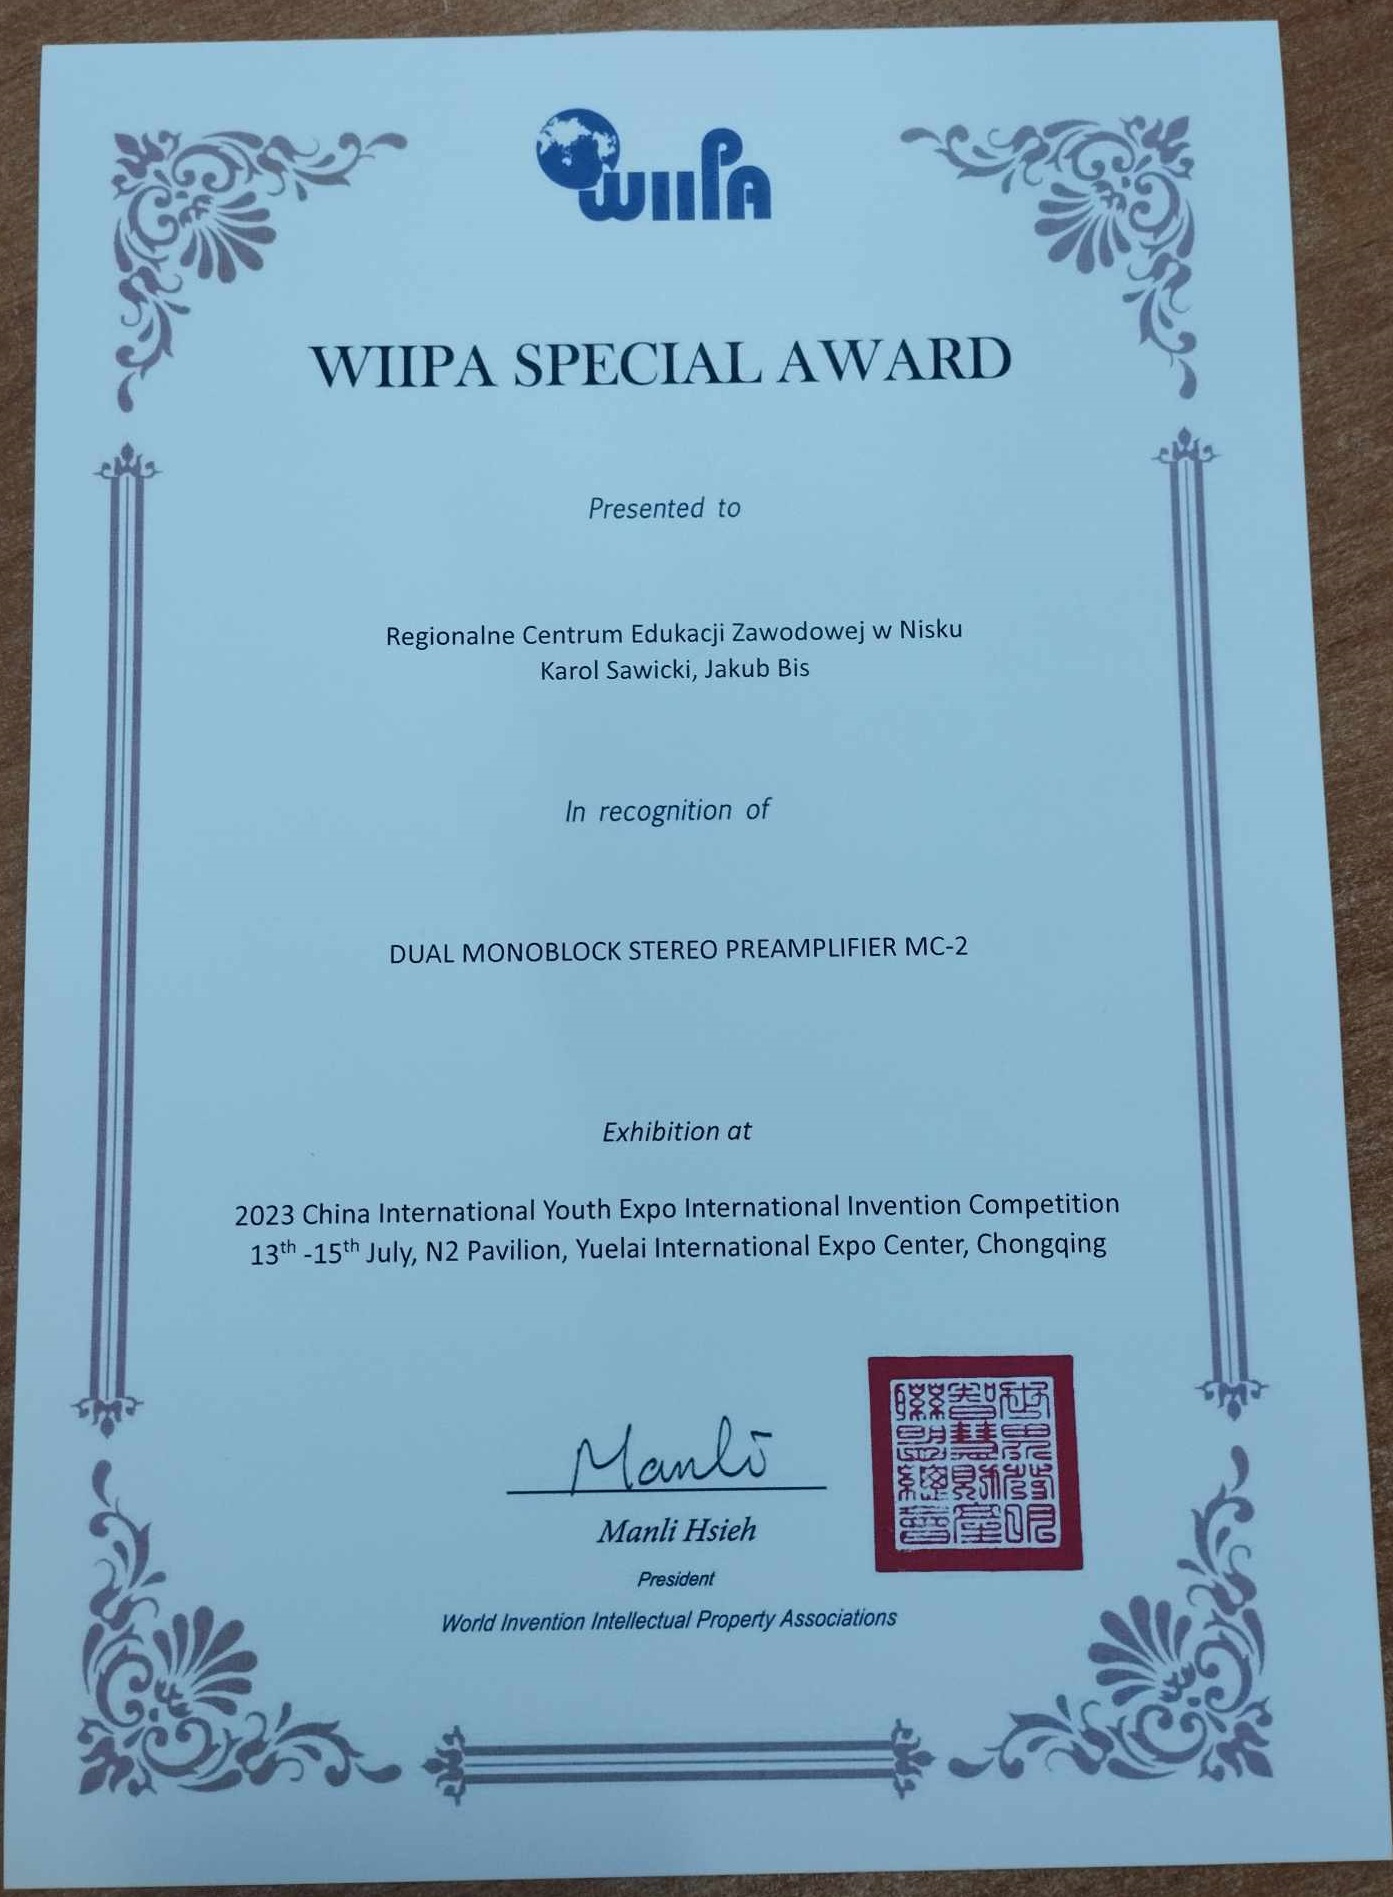 WIIPA
WIIPA SPECIAL AWARD
Presented to
Regionalne Centrum Edukacji Zawodowej w Nisku
Karol Sawicki, Jakub Bis
In recognition of
DUAL MONOBLOCK STEREO PREAMPLIFIER MC-2
Exhibition at
2023 China International Youth Expo International Invention Competition
13th -15th July, N2 Pavilion, Yuelai International Expo Center, Chongqing
Manli
Manli Hsieh
President
World Invention Intellectual Property Associations